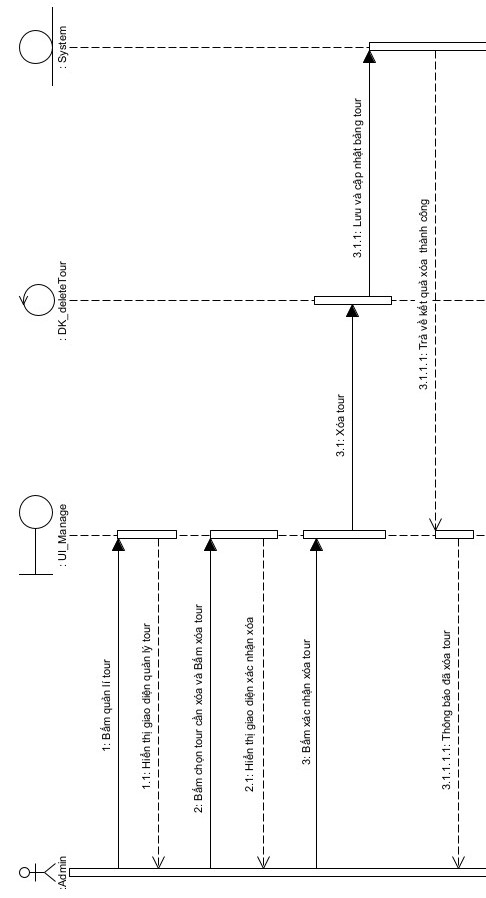 :Admin
: UI_Manage
: DK_deleteTour
: System
1: Bấm quản lí tour
1.1: Hiển thị giao diện quản lý tour
2: Bấm chọn tour cần xóa và Bấm xóa tour
2.1: Hiển thị giao diện xác nhận xóa
3: Bấm xác nhận xóa tour
3.1: Xóa tour
3.1.1: Lưu và cập nhật bảng tour
3.1.1.1: Trả về kết quả xóa thành công
3.1.1.1.1: Thông báo đã xóa tour